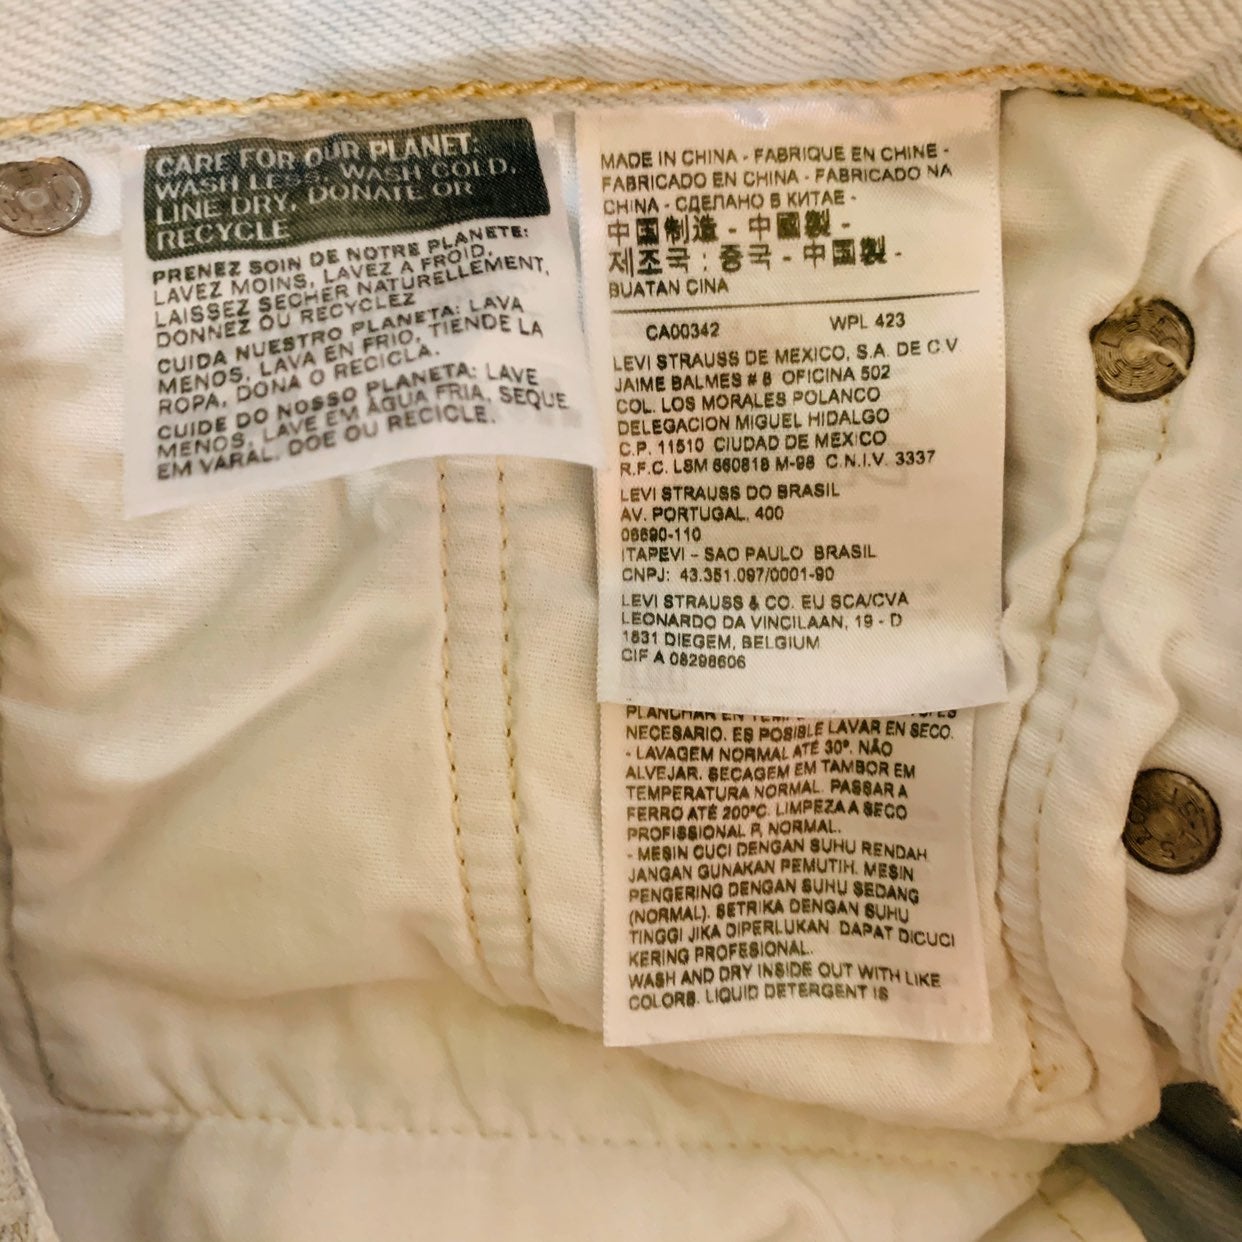 CARE FOR OUR PLANET:
WASH LESS, WASH COLD,
LINE DRY, DONATE OR
RECYCLE
PRENEZ SOIN DE NOTRE PLANETE:
LAVEZ MOINS, LAVEZ A FROID,
LAISSEZ SECHER NATURELLEMENT,
DONNEZ OU RECYCLEZ
CUIDA NUESTRO PLANETA: LAVA
MENOS, LAVA EN FRIO, TIENDE LA
ROPA, DONA O RECICLA.
CUIDE DO NOSSO PLANETA: LAVE
MENOS, LAVE EM AGUA FRIA, SEQUE
EM VARAL, DOE OU RECICLE.
MADE IN CHINA - FABRIQUE EN CHINE -
FABRICADO EN CHINA - FABRICADO NA
CHINA - СДЕЛАНО В КИТАЕ -
中国制造 - 中國製 -
제조국 : 중국 - 中国製 -
BUATAN CINA
CA00342 WPL 423
LEVI STRAUSS DE MEXICO, S.A. DE C V
JAIME BALMES # 8 OFICINA 502
COL. LOS MORALES POLANCO
DELEGACION MIGUEL HIDALGO
C.P. 11510 CIUDAD DE MEXICO
R.F.C. LSM 660818 M-98 C.N.I.V. 3337
LEVI STRAUSS DO BRASIL
AV. PORTUGAL, 400
06690-110
ITAPEVI - SAO PAULO BRASIL
CNPJ: 43.351.097/0001-90
LEVI STRAUSS & CO. EU SCA/CVA
LEONARDO DA VINCILAAN, 19 - D
1831 DIEGEM, BELGIUM
CIF A 08298606
PLANCHAR EN
NECESARIO. ES POSIBLE LAVAR EN SECO.
- LAVAGEM NORMAL ATÉ 30°. NÃO
ALVEJAR. SECAGEM EM TAMBOR EM
TEMPERATURA NORMAL. PASSAR A
FERRO ATÉ 200°C. LIMPEZA A SECO
PROFISSIONAL P, NORMAL.
- MESIN CUCI DENGAN SUHU RENDAH
JANGAN GUNAKAN PEMUTIH. MESIN
PENGERING DENGAN SUHU SEDANG
(NORMAL). SETRIKA DENGAN SUHU
TINGGI JIKA DIPERLUKAN. DAPAT DICUCI
KERING PROFESIONAL.
WASH AND DRY INSIDE OUT WITH LIKE
COLORS. LIQUID DETERGENT IS